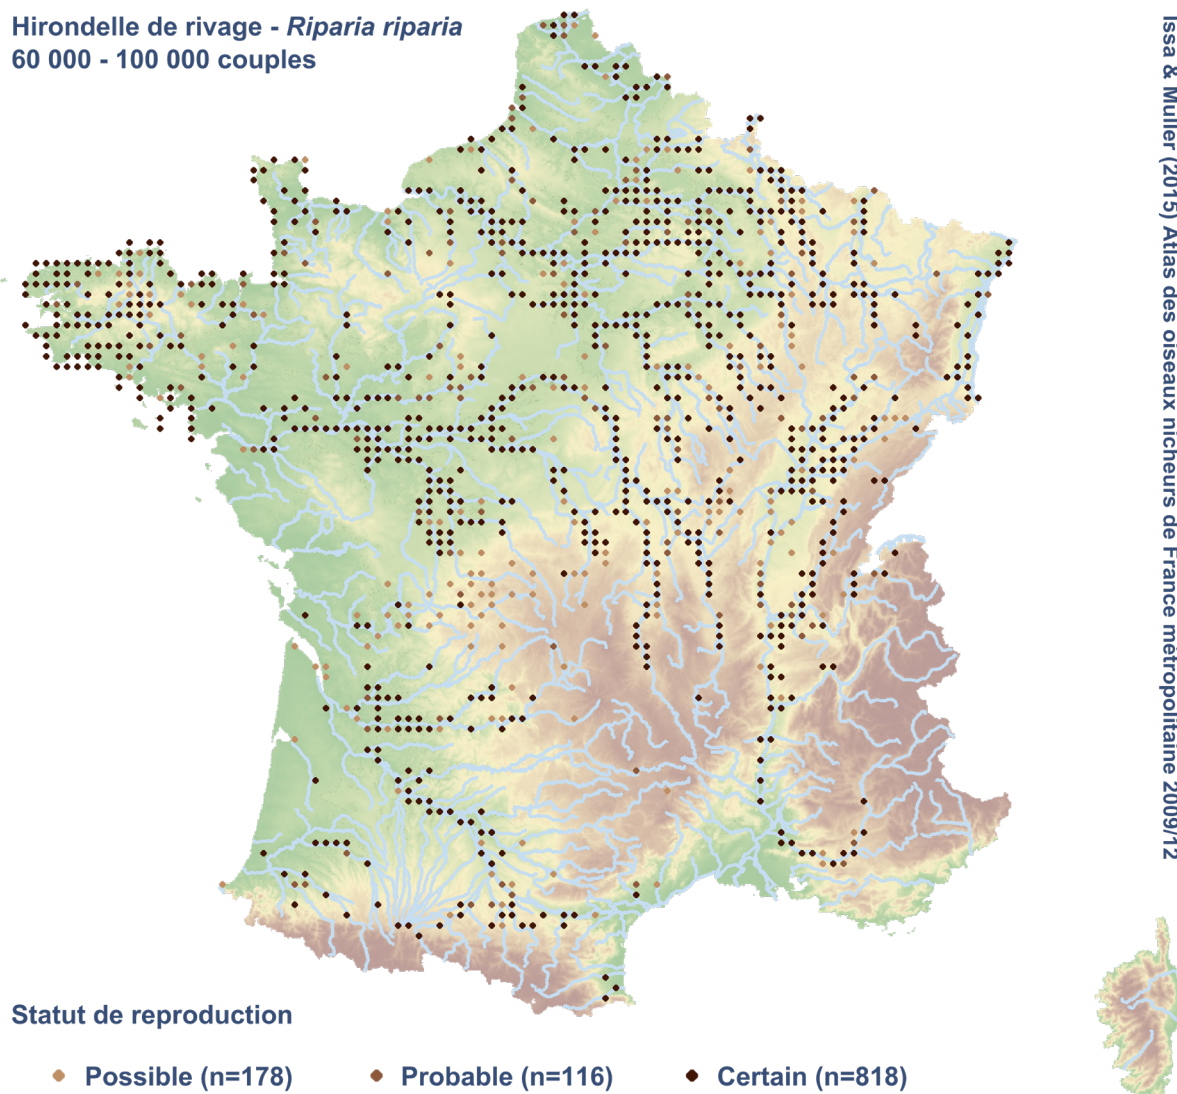 Hirondelle de rivage - Riparia riparia
60 000 - 100 000 couples
Issa & Muller (2015) Atlas des oiseaux nicheurs de France métropolitaine 2009/12
Statut de reproduction
Possible (n=178) Probable (n=116) Certain (n=818)